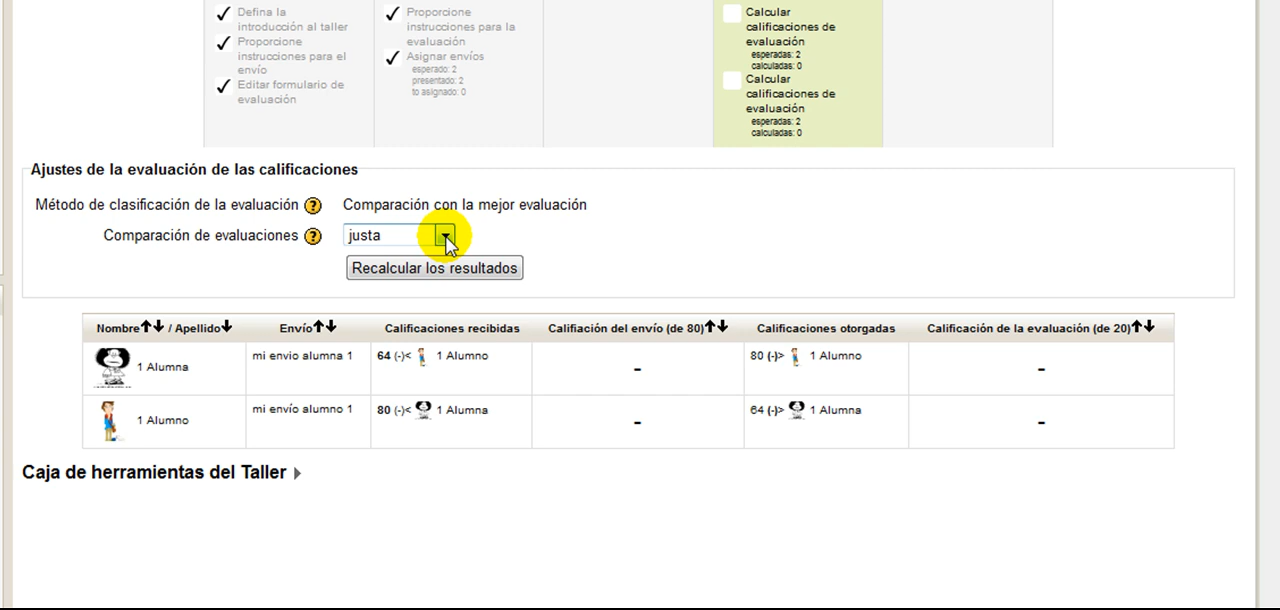 Defina la
introducción al taller
Proporcione
instrucciones para el
envío
Editar formulario de
evaluación
Proporcione
instrucciones para la
evaluación
Asignar envíos
esperado: 2
presentado: 2
to asignado: 0
Calcular
calificaciones de
evaluación
esperadas: 2
calculadas: 0
Calcular
calificaciones de
evaluación
esperadas: 2
calculadas: 0
Ajustes de la evaluación de las calificaciones
Método de clasificación de la evaluación ? Comparación con la mejor evaluación
Comparación de evaluaciones ? justa
Recalcular los resultados
Nombre / Apellido Envío Calificaciones recibidas Califiación del envío (de 80) Calificaciones otorgadas Calificación de la evaluación (de 20)
1 Alumna mi envio alumna 1 64 (-)< 1 Alumno - 80 (-)> 1 Alumno -
1 Alumno mi envío alumno 1 80 (-)< 1 Alumna - 64 (-)> 1 Alumna -
Caja de herramientas del Taller